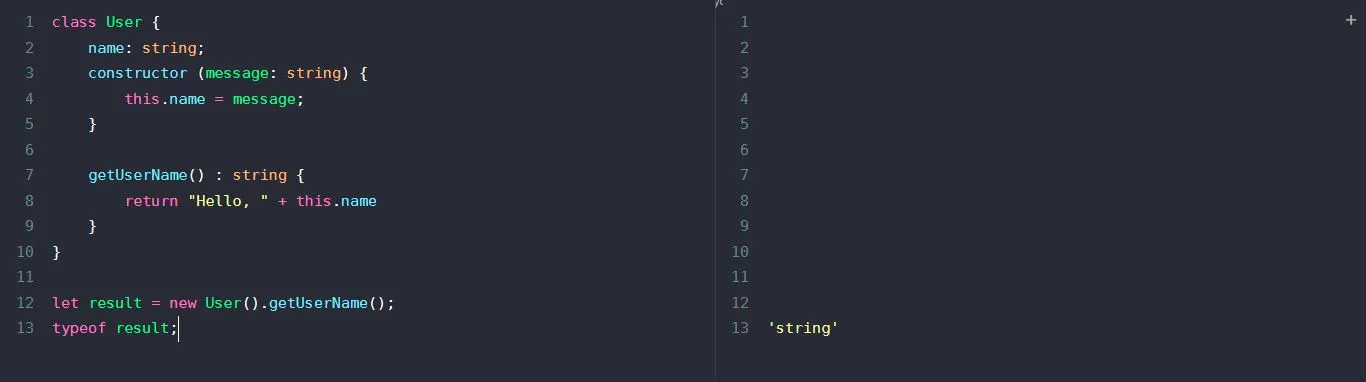 1 class User {
2 name: string;
3 constructor (message: string) {
4 this.name = message;
5 }
6
7 getUserName() : string {
8 return "Hello, " + this.name
9 }
10 }
11
12 let result = new User().getUserName();
13 typeof result;
+
1
2
3
4
5
6
7
8
9
10
11
12
13 'string'